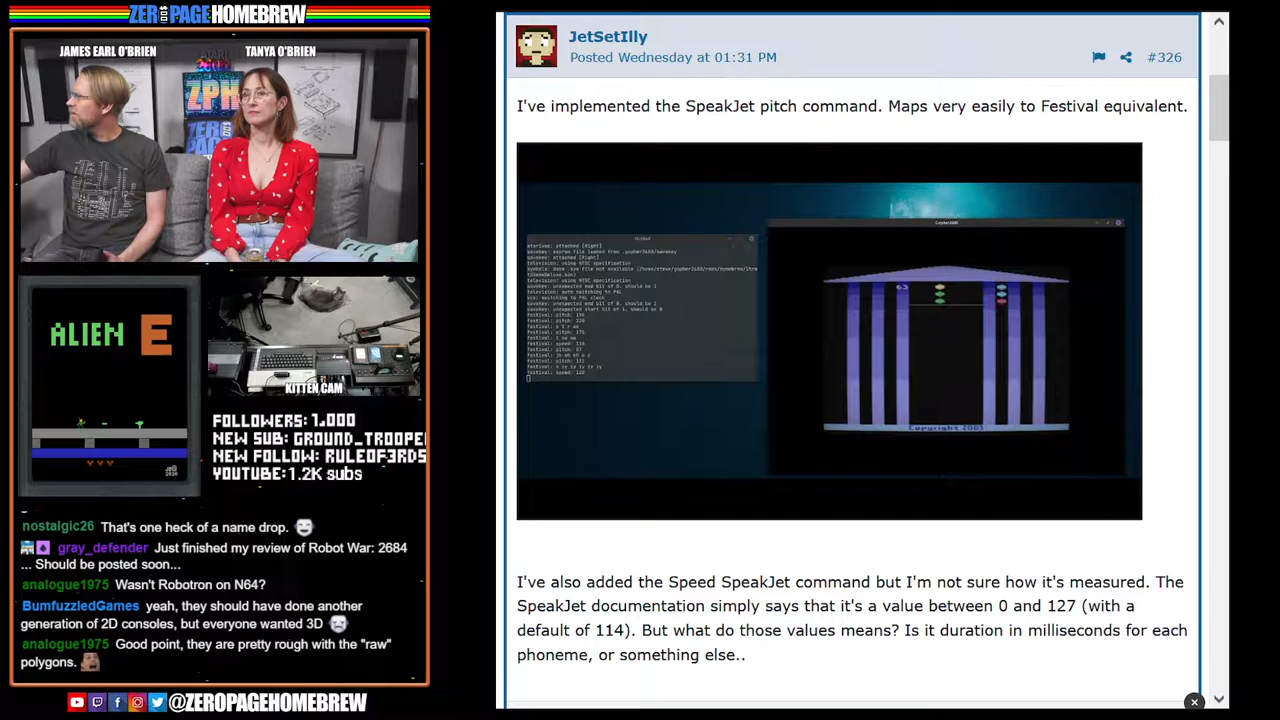 ZEROPAGEHOMEBREW
JAMES EARL O'BRIEN
TANYA O'BRIEN
ZPH
ALIEN E
KITTEN CAM
FOLLOWERS: 1,000
NEW SUB: GROUND_TROOPER
NEW FOLLOW: RULEOF3RDS
YOUTUBE: 1.2K subs
nostalgic26 That's one heck of a name drop.
gray_defender Just finished my review of Robot War: 2684
... Should be posted soon...
analogue1975 Wasn't Robotron on N64?
BumfuzzledGames yeah, they should have done another
generation of 2D consoles, but everyone wanted 3D
analogue1975 Good point, they are pretty rough with the "raw"
polygons.
@ZEROPAGEHOMEBREW
JetSetIlly
Posted Wednesday at 01:31 PM
#326
I've implemented the SpeakJet pitch command. Maps very easily to Festival equivalent.
Gopher2600
Copyright 2005
I've also added the Speed SpeakJet command but I'm not sure how it's measured. The
SpeakJet documentation simply says that it's a value between 0 and 127 (with a
default of 114). But what do those values means? Is it duration in milliseconds for each
phoneme, or something else..